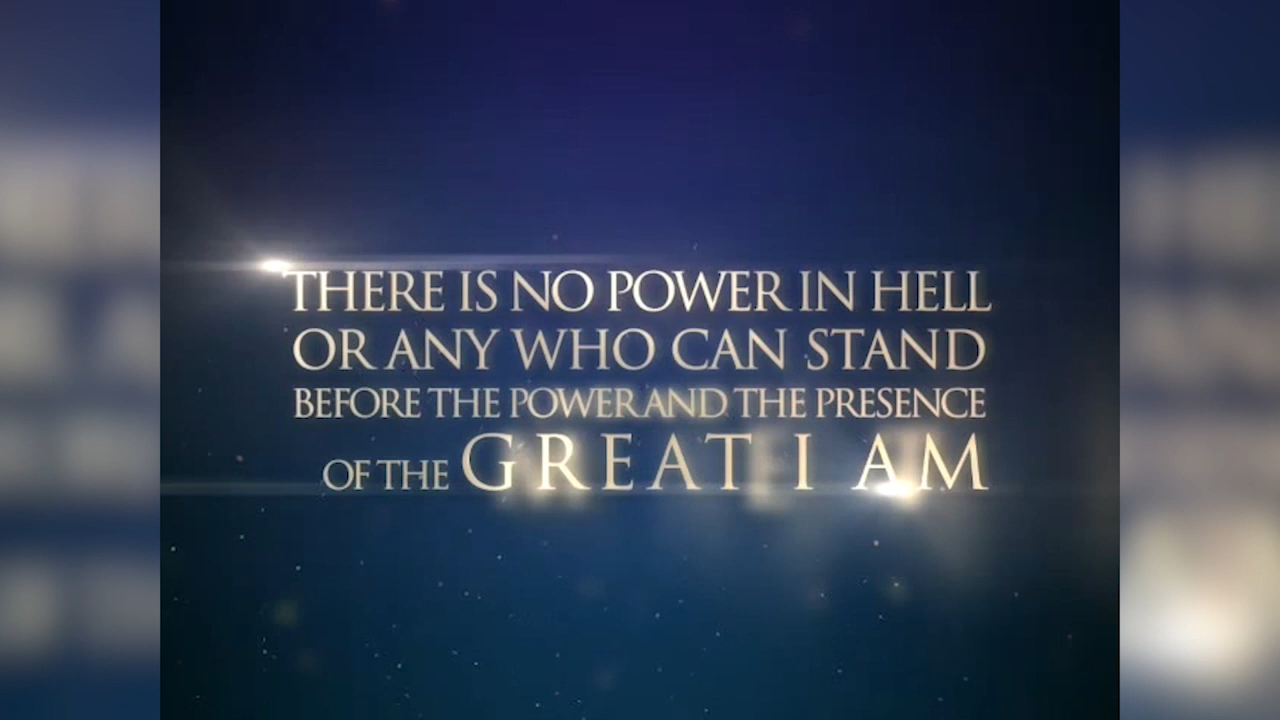 THERE IS NO POWER IN HELL
OR ANY WHO CAN STAND
BEFORE THE POWER AND THE PRESENCE
OF THE GREAT I AM